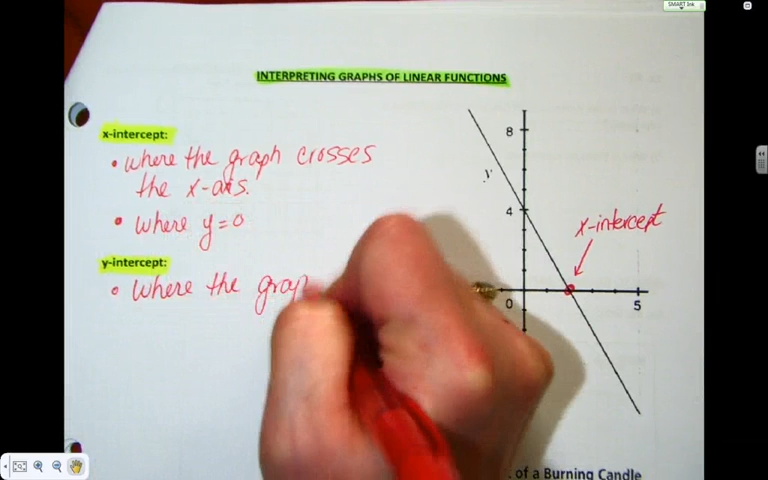 SMART Ink
INTERPRETING GRAPHS OF LINEAR FUNCTIONS
x-intercept:
• where the graph crosses
the x-axis.
• where y=0
y-intercept:
• where the grap
8
4
0
5
x-intercept
. of a Burning Candle